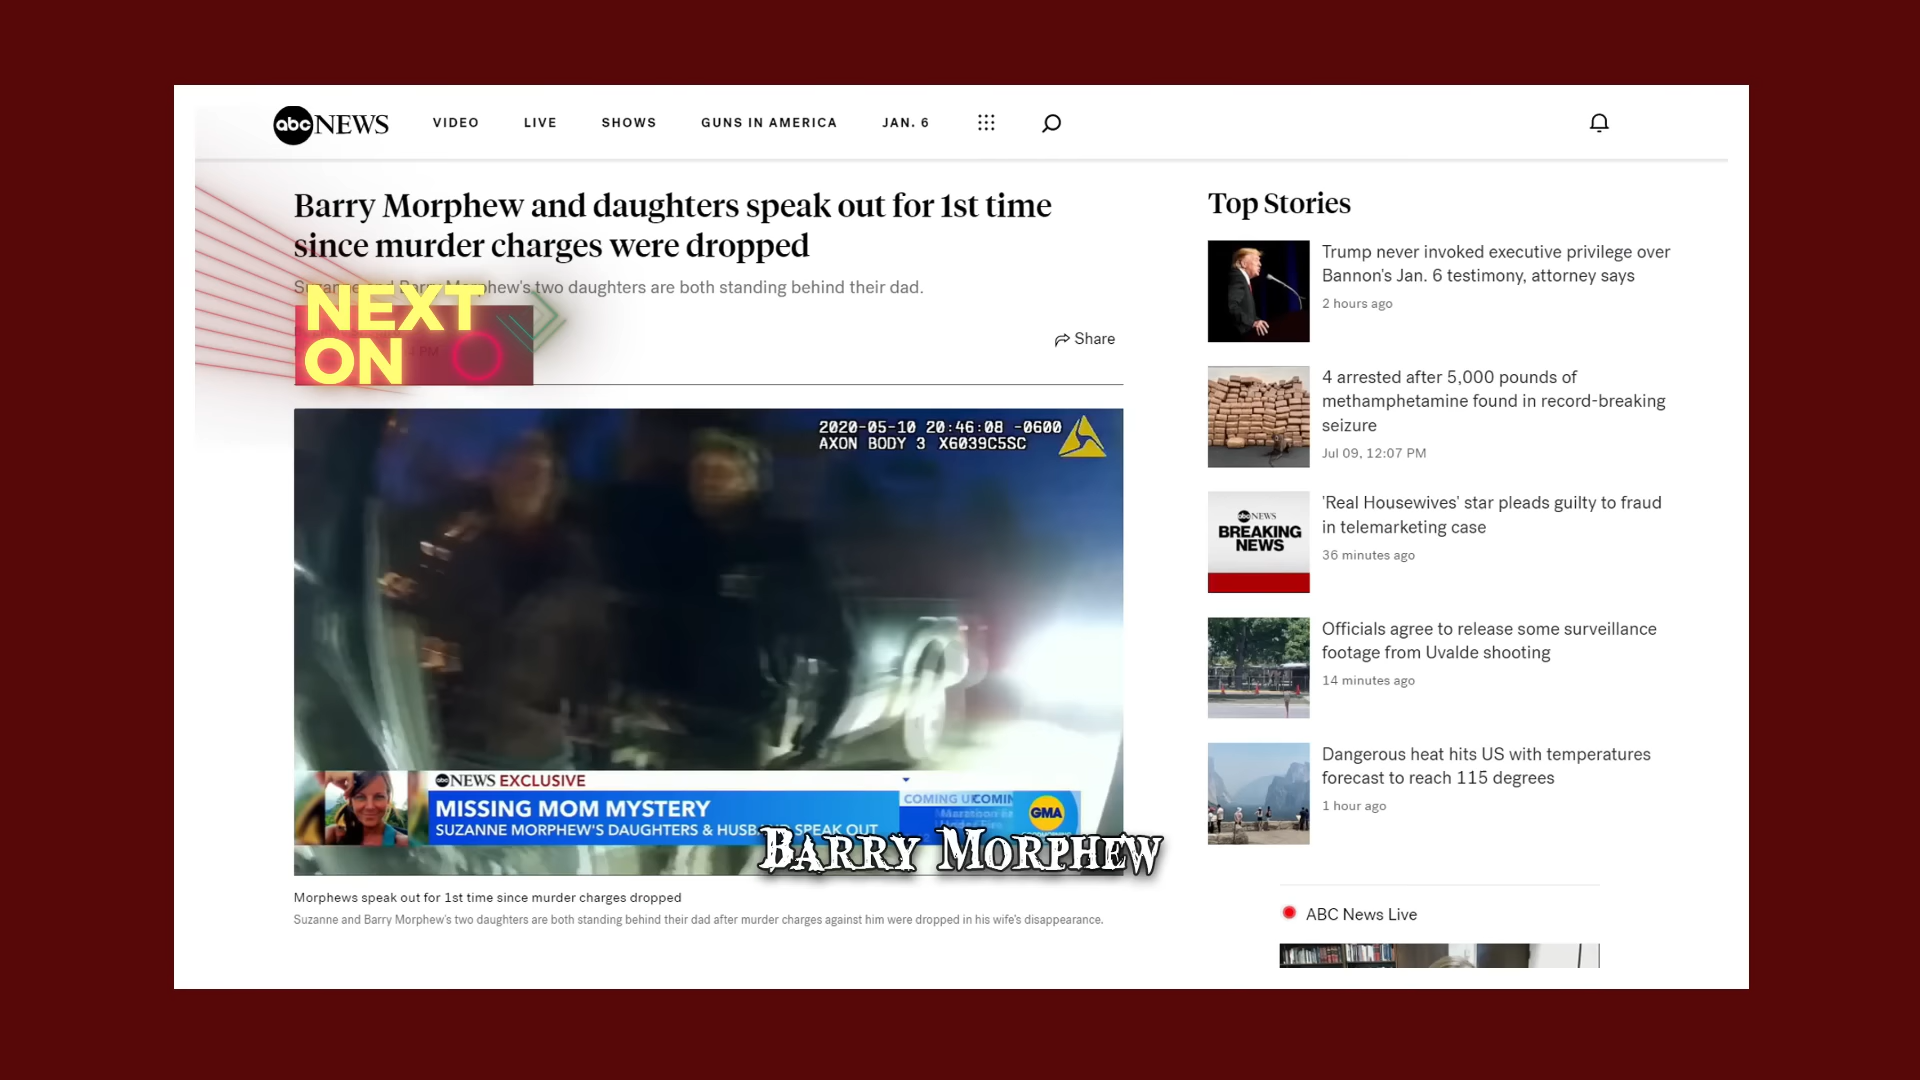 abc NEWS VIDEO LIVE SHOWS GUNS IN AMERICA JAN. 6
Barry Morphew and daughters speak out for 1st time
since murder charges were dropped
Suzanne and Barry Morphew's two daughters are both standing behind their dad.
NEXT
ON
Share
2020-05-10 20:46:08 -0600
AXON BODY 3 X6039C5SC
abc NEWS EXCLUSIVE
MISSING MOM MYSTERY
SUZANNE MORPHEW'S DAUGHTERS & HUSBAND SPEAK OUT
COMING U COMIN
GMA
BARRY MORPHEW
Morphews speak out for 1st time since murder charges dropped
Suzanne and Barry Morphew's two daughters are both standing behind their dad after murder charges against him were dropped in his wife's disappearance.
Top Stories
Trump never invoked executive privilege over
Bannon's Jan. 6 testimony, attorney says
2 hours ago
4 arrested after 5,000 pounds of
methamphetamine found in record-breaking
seizure
Jul 09, 12:07 PM
abc NEWS
BREAKING
NEWS
'Real Housewives' star pleads guilty to fraud
in telemarketing case
36 minutes ago
Officials agree to release some surveillance
footage from Uvalde shooting
14 minutes ago
Dangerous heat hits US with temperatures
forecast to reach 115 degrees
1 hour ago
ABC News Live